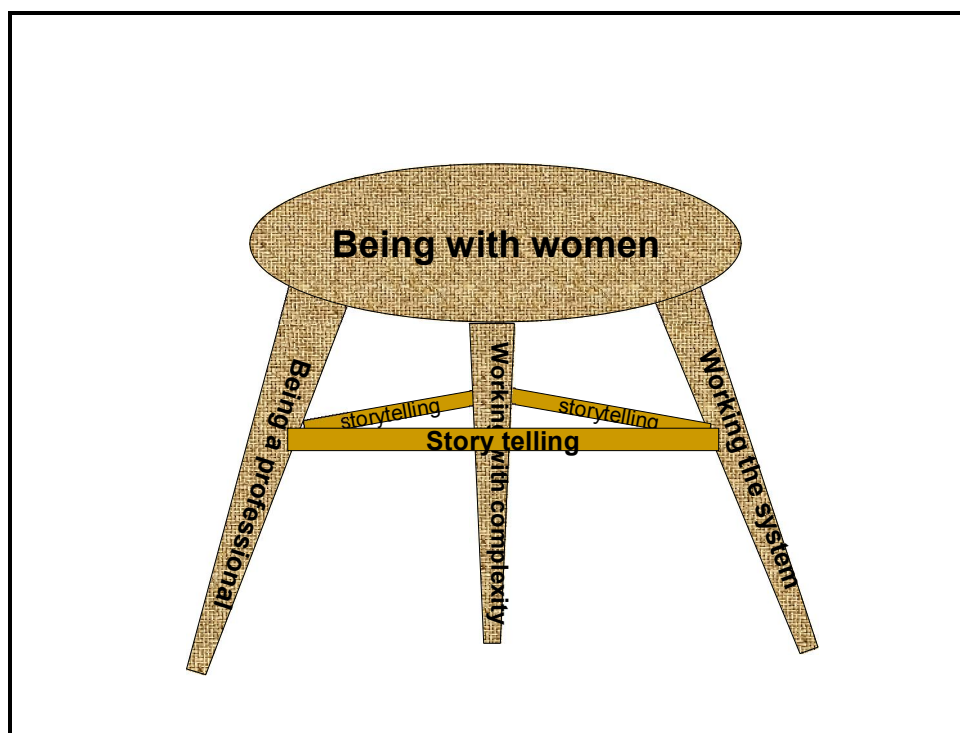 Being with women
Being a professional
Working with complexity
Working the system
storytelling
storytelling
Story telling